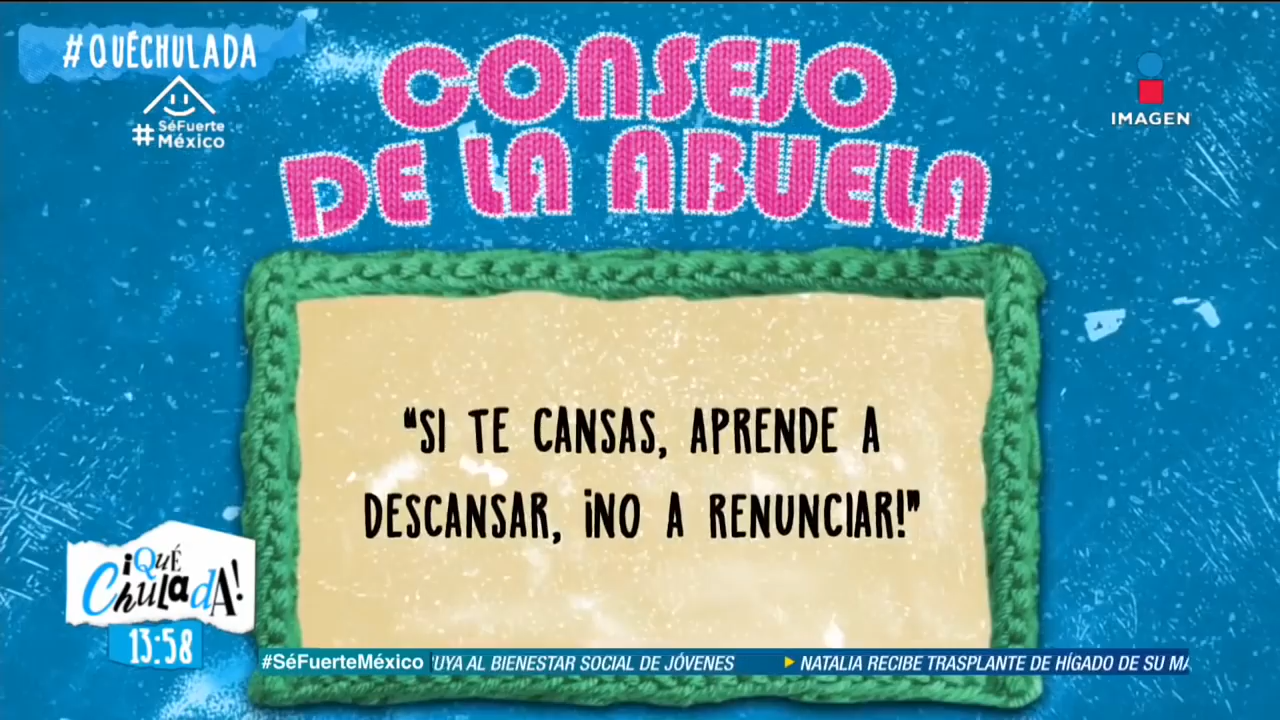 #QUÉCHULADA
#SéFuerte
México
IMAGEN
CONSEJO
DE LA ABUELA
“SI TE CANSAS, APRENDE A
DESCANSAR, ¡NO A RENUNCIAR!”
¡QUÉ
ChULadA!
13:58
#SéFuerteMéxico UYA AL BIENESTAR SOCIAL DE JÓVENES NATALIA RECIBE TRASPLANTE DE HÍGADO DE SU